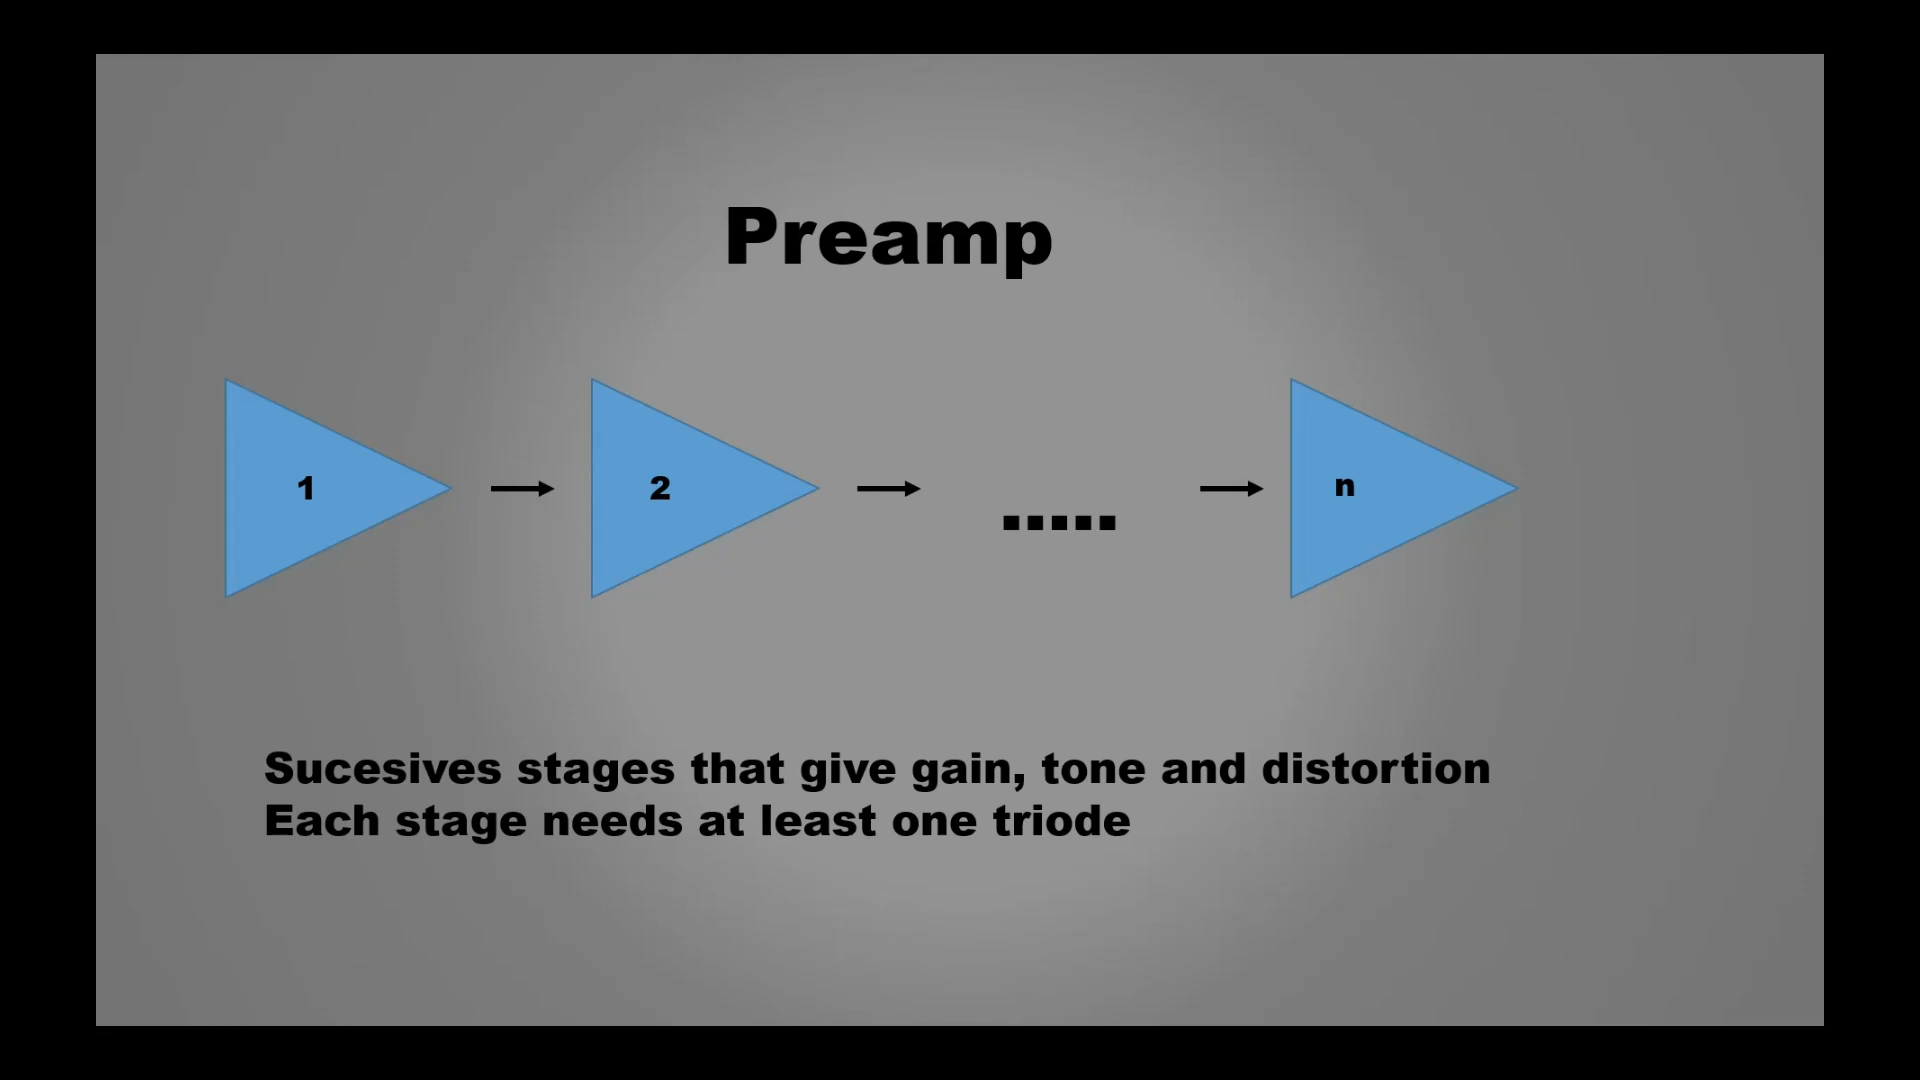 Preamp
1
2
.....
n
Sucesives stages that give gain, tone and distortion
Each stage needs at least one triode